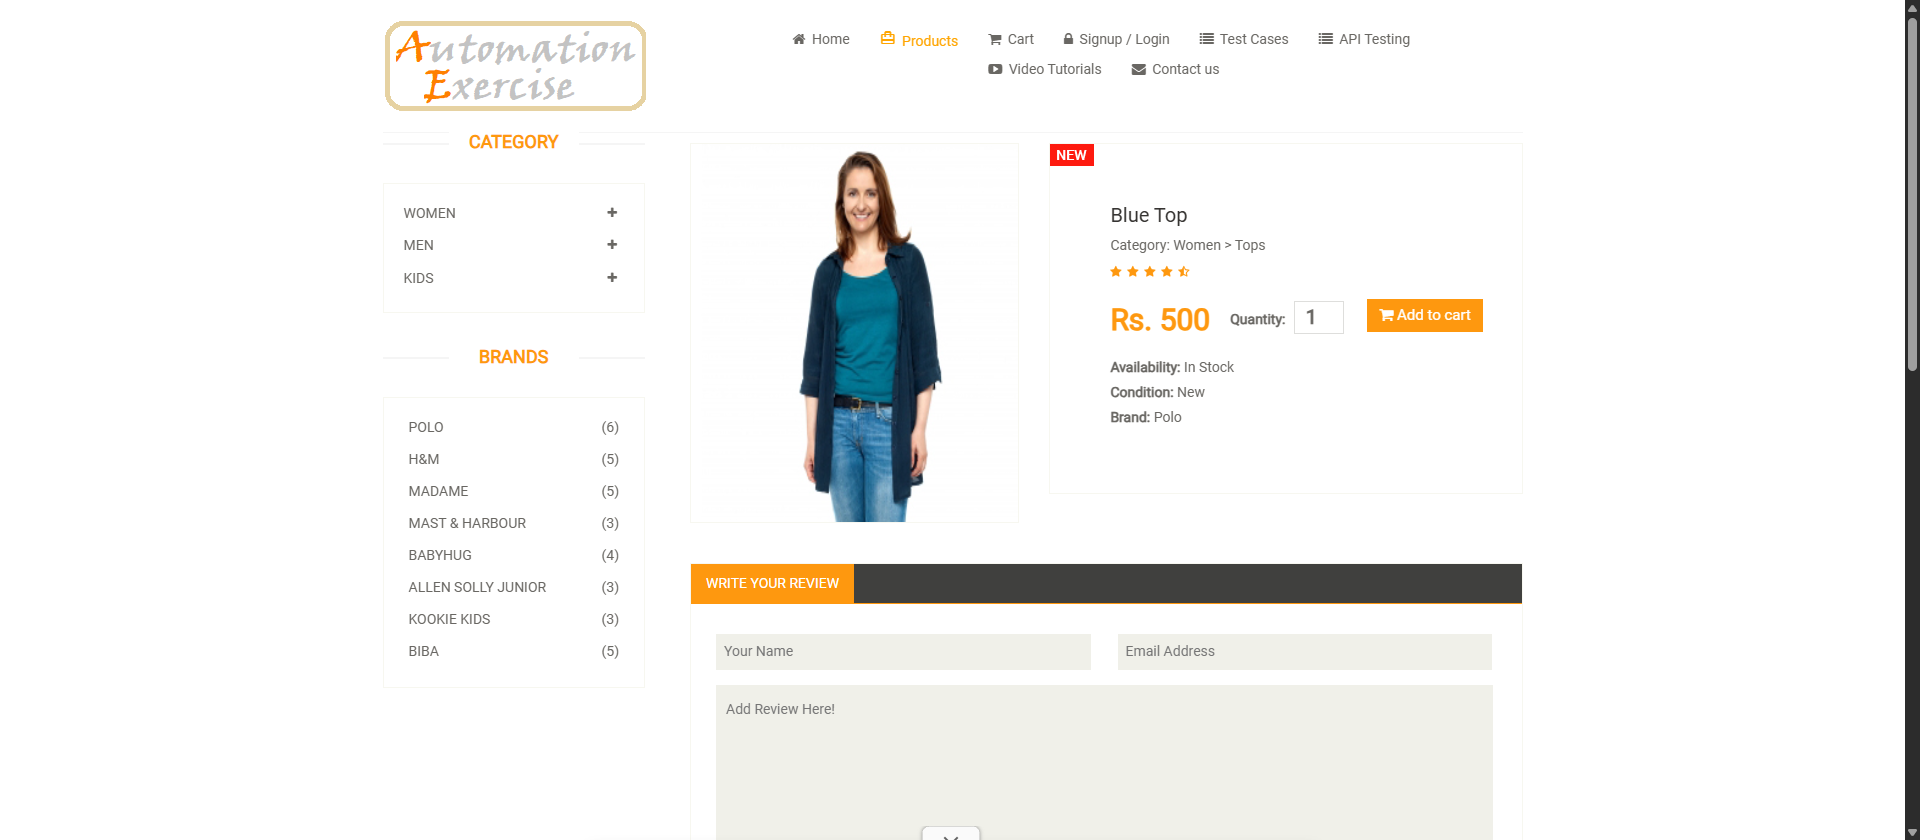 Automation
Exercise
Home
Products
Cart
Signup / Login
Test Cases
API Testing
Video Tutorials
Contact us
CATEGORY
WOMEN
MEN
KIDS
BRANDS
POLO (6)
H&M (5)
MADAME (5)
MAST & HARBOUR (3)
BABYHUG (4)
ALLEN SOLLY JUNIOR (3)
KOOKIE KIDS (3)
BIBA (5)
NEW
Blue Top
Category: Women > Tops
Rs. 500 Quantity: 1 Add to cart
Availability: In Stock
Condition: New
Brand: Polo
WRITE YOUR REVIEW
Your Name
Email Address
Add Review Here!